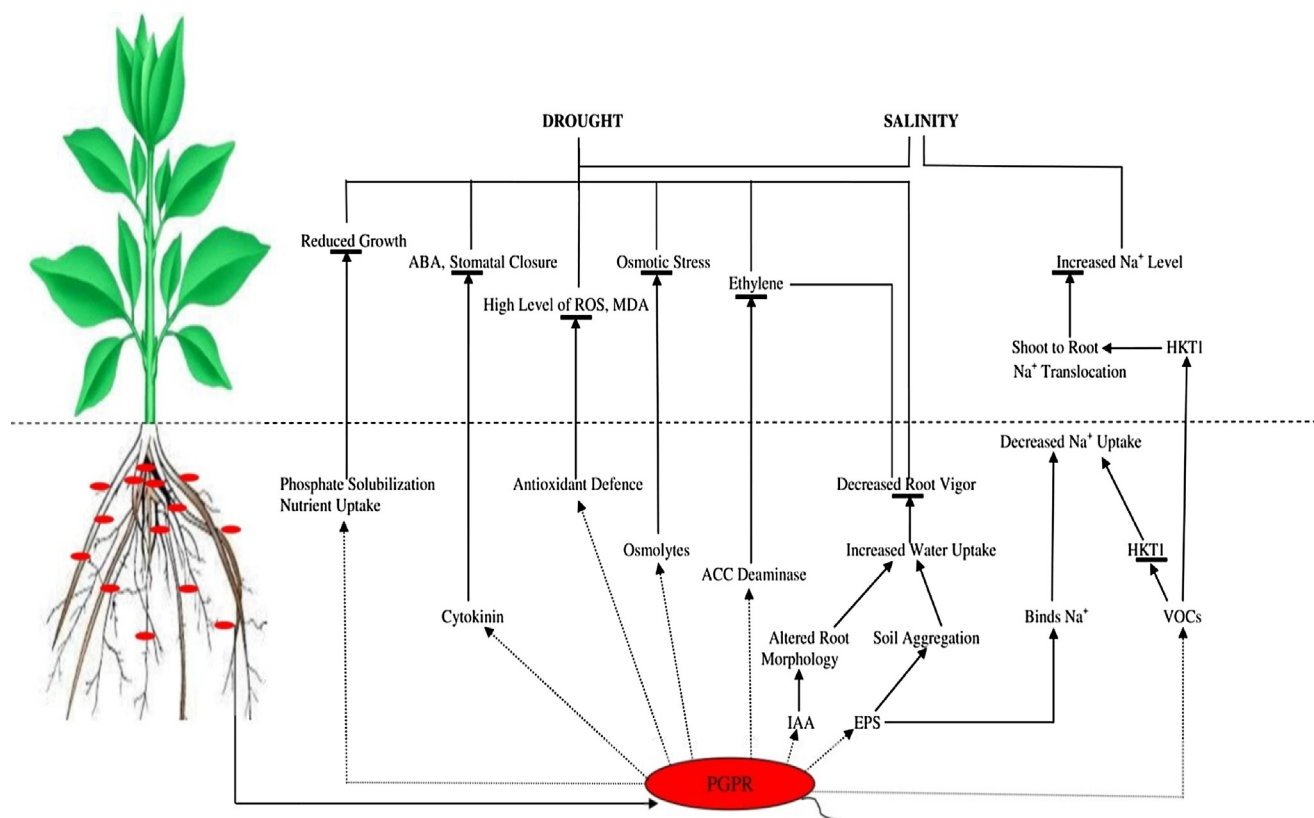 DROUGHT
SALINITY
Reduced Growth
ABA, Stomatal Closure
Osmotic Stress
Increased Na⁺ Level
Ethylene
High Level of ROS, MDA
Shoot to Root
Na⁺ Translocation
HKT1
Decreased Na⁺ Uptake
Phosphate Solubilization
Nutrient Uptake
Antioxidant Defence
Decreased Root Vigor
Osmolytes
Increased Water Uptake
HKT1
ACC Deaminase
Cytokinin
Altered Root
Morphology
Soil Aggregation
Binds Na⁺
VOCs
IAA
EPS
PGPR